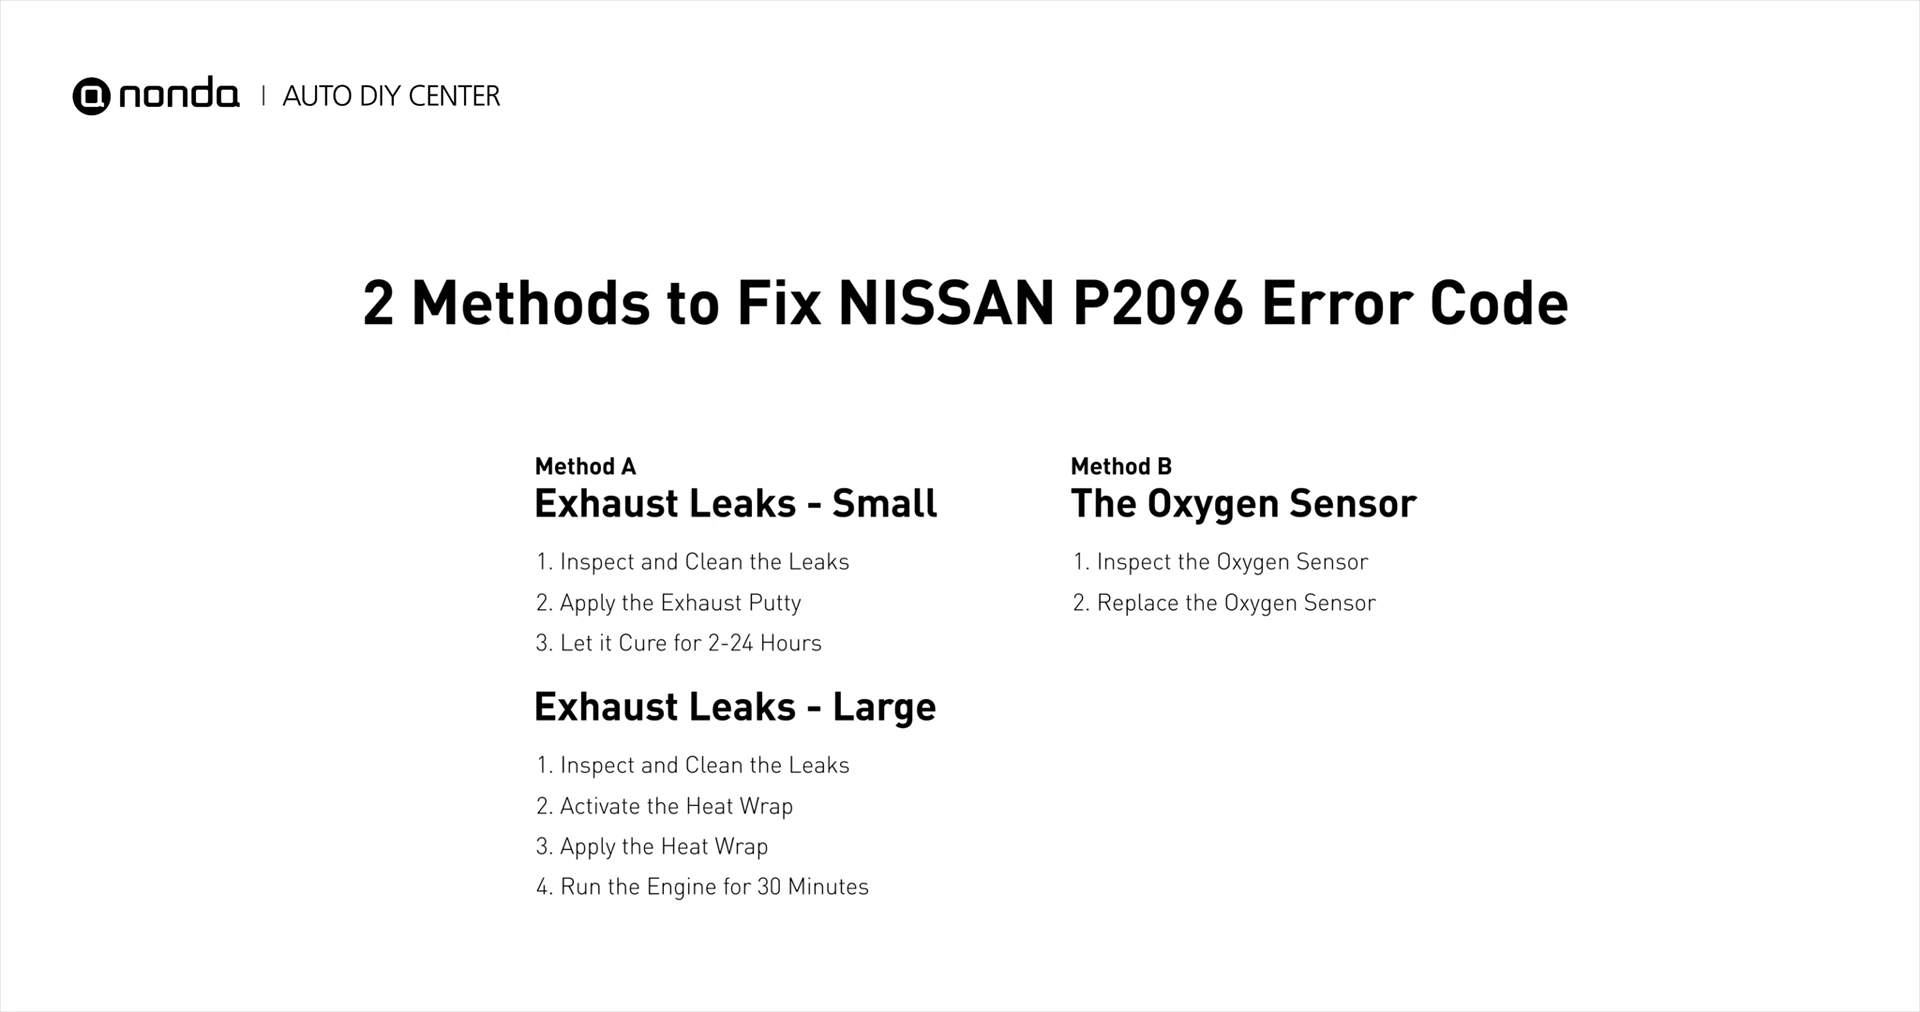 nonda | AUTO DIY CENTER
2 Methods to Fix NISSAN P2096 Error Code
Method A
Exhaust Leaks - Small
1. Inspect and Clean the Leaks
2. Apply the Exhaust Putty
3. Let it Cure for 2-24 Hours
Exhaust Leaks - Large
1. Inspect and Clean the Leaks
2. Activate the Heat Wrap
3. Apply the Heat Wrap
4. Run the Engine for 30 Minutes
Method B
The Oxygen Sensor
1. Inspect the Oxygen Sensor
2. Replace the Oxygen Sensor